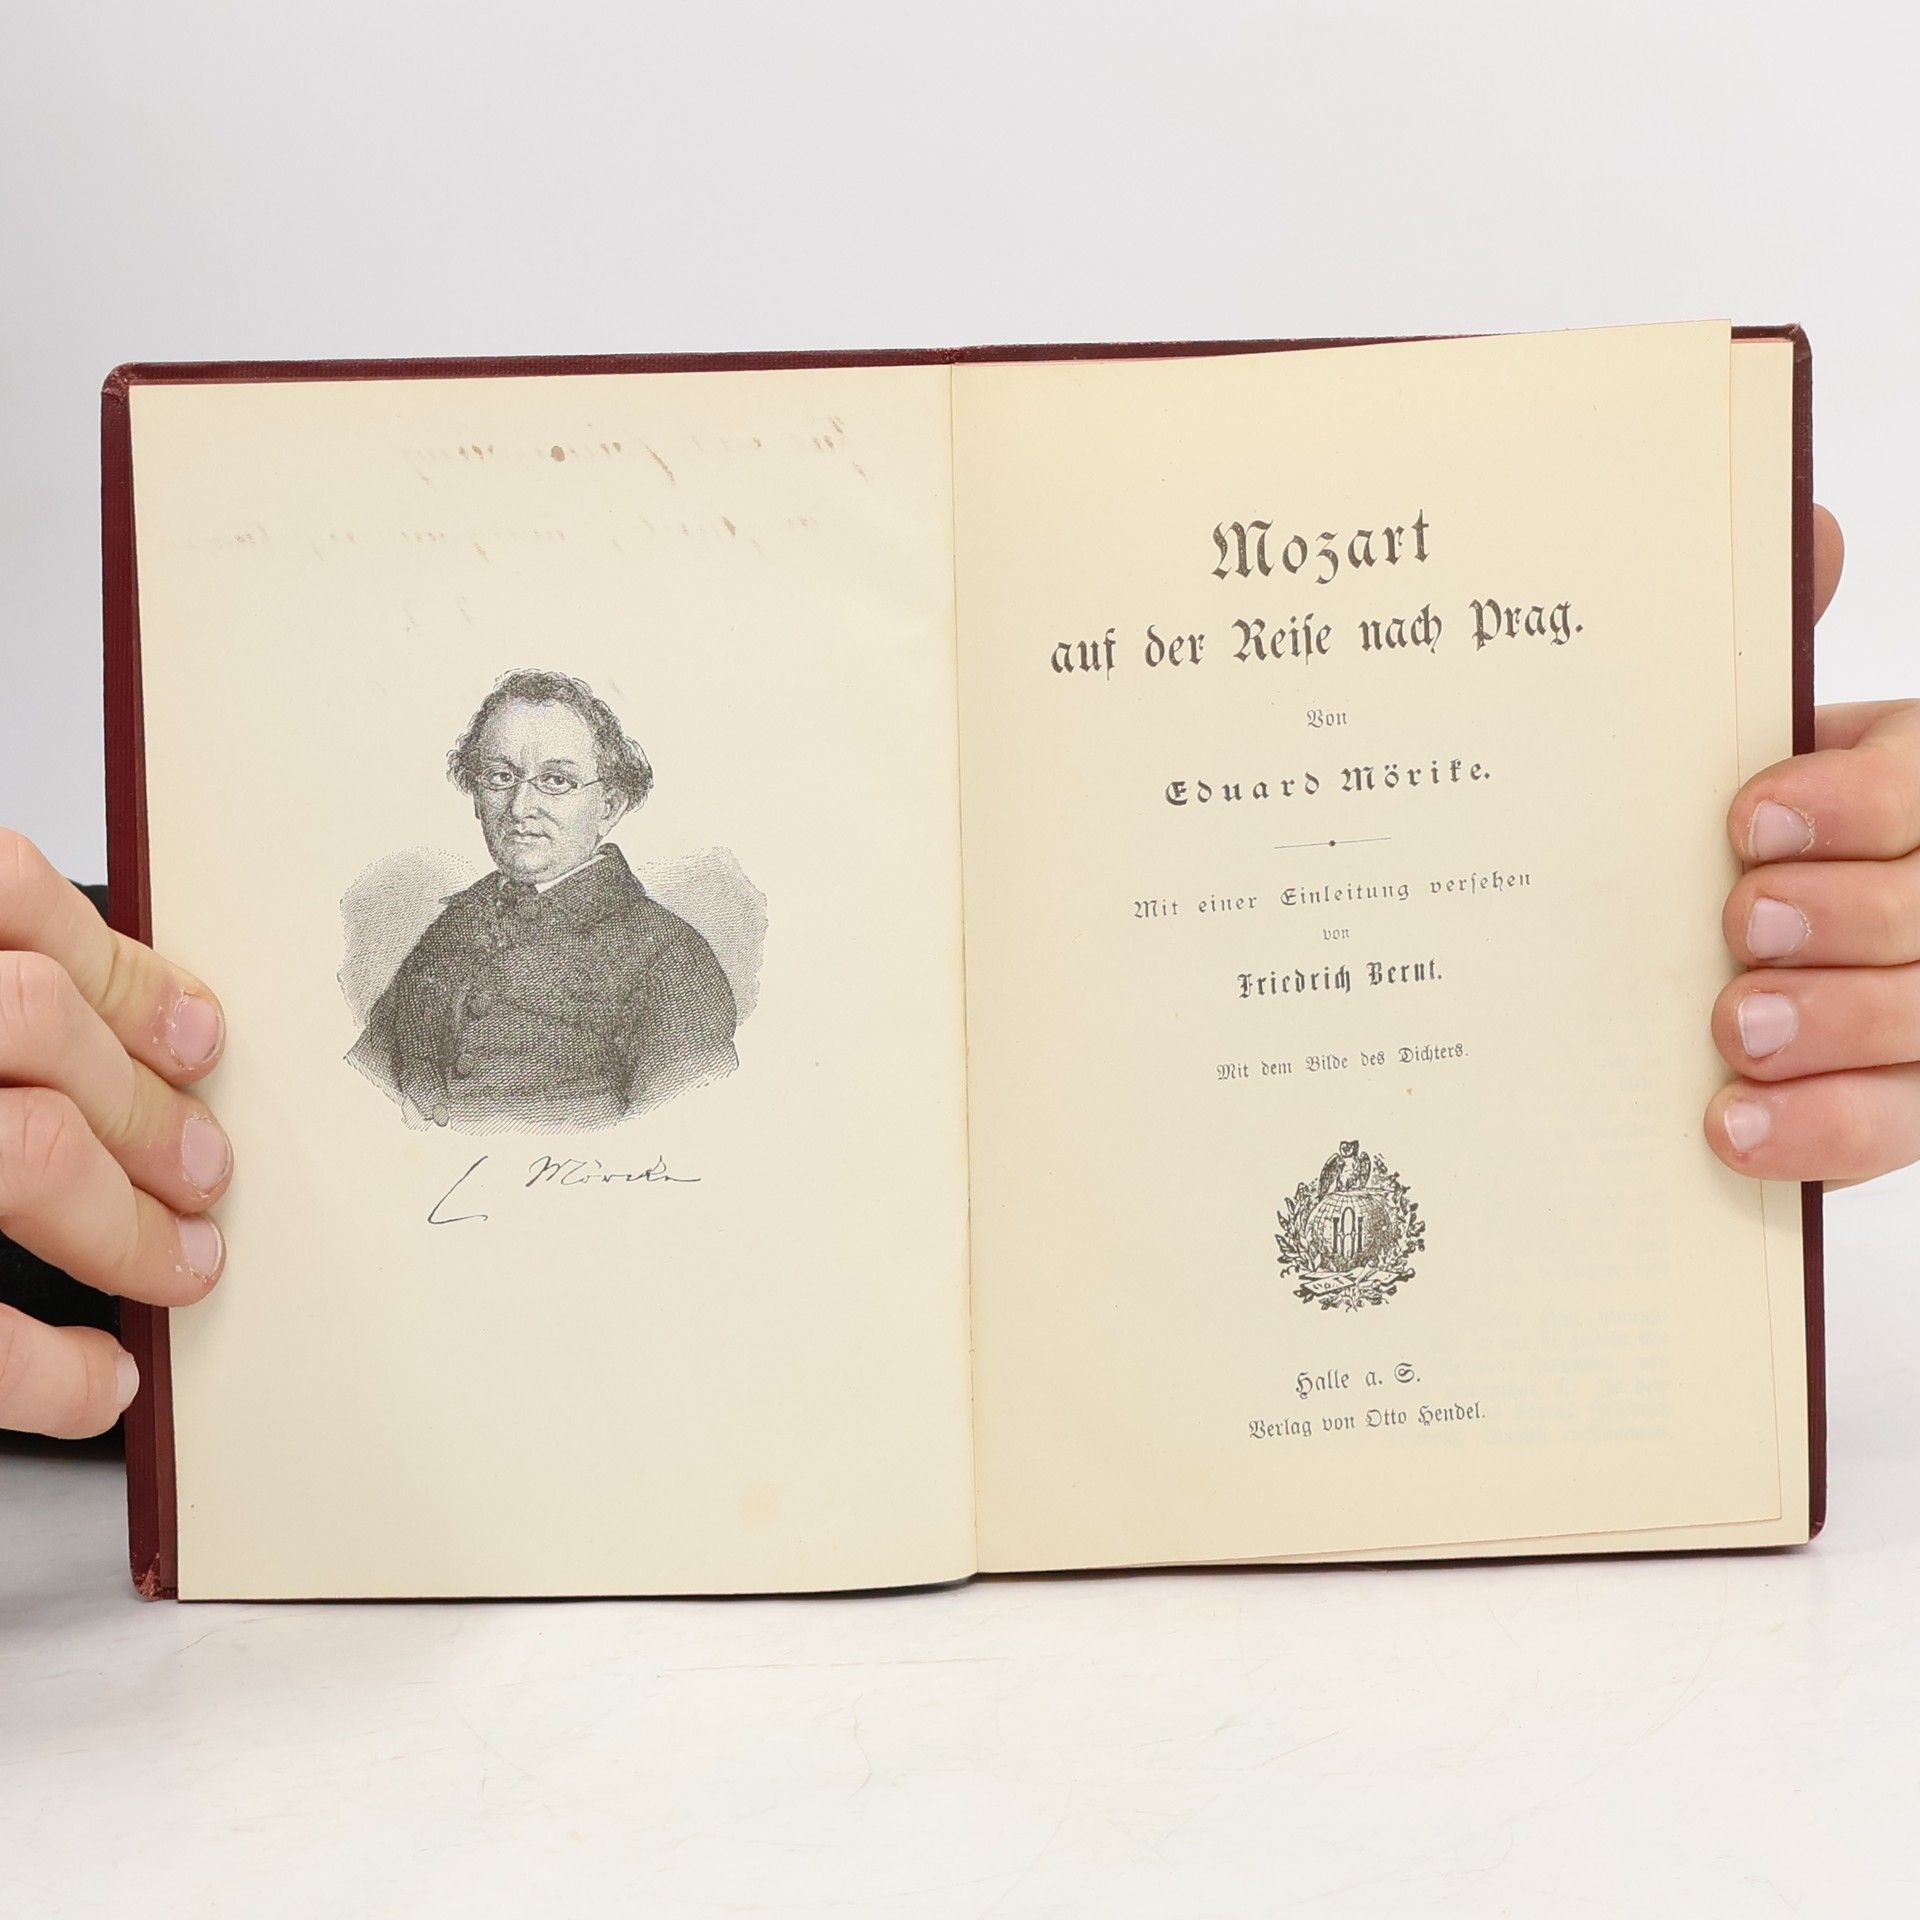 Mörike
Mozart
auf der Reiſe nach Prag.
Von
Eduard Mörike.
Mit einer Einleitung verſehen
von
Friedrich Bernt.
Mit dem Bilde des Dichters.
Halle a. S.
Verlag von Otto Hendel.